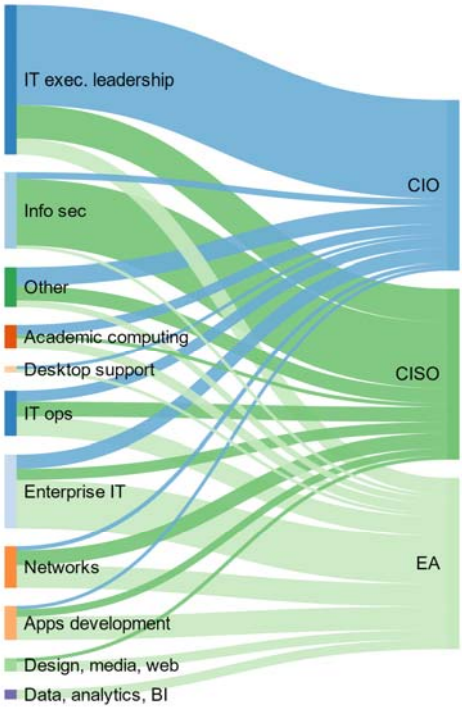 IT exec. leadership
CIO
Info sec
Other
Academic computing
Desktop support
CISO
IT ops
Enterprise IT
EA
Networks
Apps development
Design, media, web
Data, analytics, BI